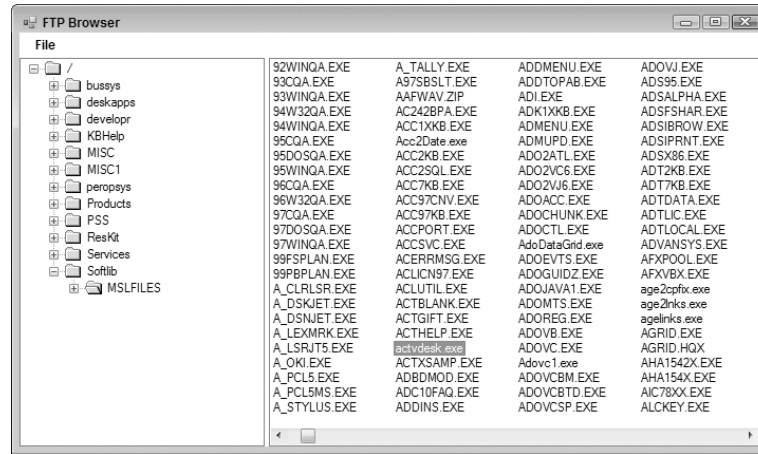 FTP Browser
File
/
bussys
deskapps
developr
KBHelp
MISC
MISC1
peropsys
Products
PSS
ResKit
Services
Softlib
MSLFILES
92WINQA.EXE A_TALLY.EXE ADDMENU.EXE ADOVJ.EXE
93CQA.EXE A97SBSLT.EXE ADDTOPAB.EXE ADS95.EXE
93WINQA.EXE AAFWAV.ZIP ADI.EXE ADSALPHA.EXE
94W32QA.EXE AC242BPA.EXE ADK1XKB.EXE ADSFSHAR.EXE
94WINQA.EXE ACC1XKB.EXE ADMENU.EXE ADSIBROW.EXE
95CQA.EXE Acc2Date.exe ADMUPD.EXE ADSIPRNT.EXE
95DOSQA.EXE ACC2KB.EXE ADO2ATL.EXE ADSX86.EXE
95WINQA.EXE ACC2SQL.EXE ADO2VC6.EXE ADT2KB.EXE
96CQA.EXE ACC7KB.EXE ADO2VJ6.EXE ADT7KB.EXE
96W32QA.EXE ACC97CNV.EXE ADOACC.EXE ADTDATA.EXE
97CQA.EXE ACC97KB.EXE ADOCHUNK.EXE ADTLIC.EXE
97DOSQA.EXE ACCPORT.EXE ADOCTL.EXE ADTLOCAL.EXE
97WINQA.EXE ACCSVC.EXE AdoDataGrid.exe ADVANSYS.EXE
99FSPLAN.EXE ACERRMSG.EXE ADOEVTS.EXE AFXPOOL.EXE
99PBPLAN.EXE ACLICN97.EXE ADOGUIDZ.EXE AFXVBX.EXE
A_CLRLSR.EXE ACLUTIL.EXE ADOJAVA1.EXE age2cpfix.exe
A_DSKJET.EXE ACTBLANK.EXE ADOMTS.EXE age2lnks.exe
A_DSNJET.EXE ACTGIFT.EXE ADOREG.EXE agelinks.exe
A_LEXMRK.EXE ACTHELP.EXE ADOVB.EXE AGRID.EXE
A_LSRJT5.EXE actvdesk.exe ADOVC.EXE AGRID.HQX
A_OKI.EXE ACTXSAMP.EXE Adovc1.exe AHA1542X.EXE
A_PCL5.EXE ADBDMOD.EXE ADOVCBM.EXE AHA154X.EXE
A_PCL5MS.EXE ADC10FAQ.EXE ADOVCBTD.EXE AIC78XX.EXE
A_STYLUS.EXE ADDINS.EXE ADOVCSP.EXE ALCKEY.EXE